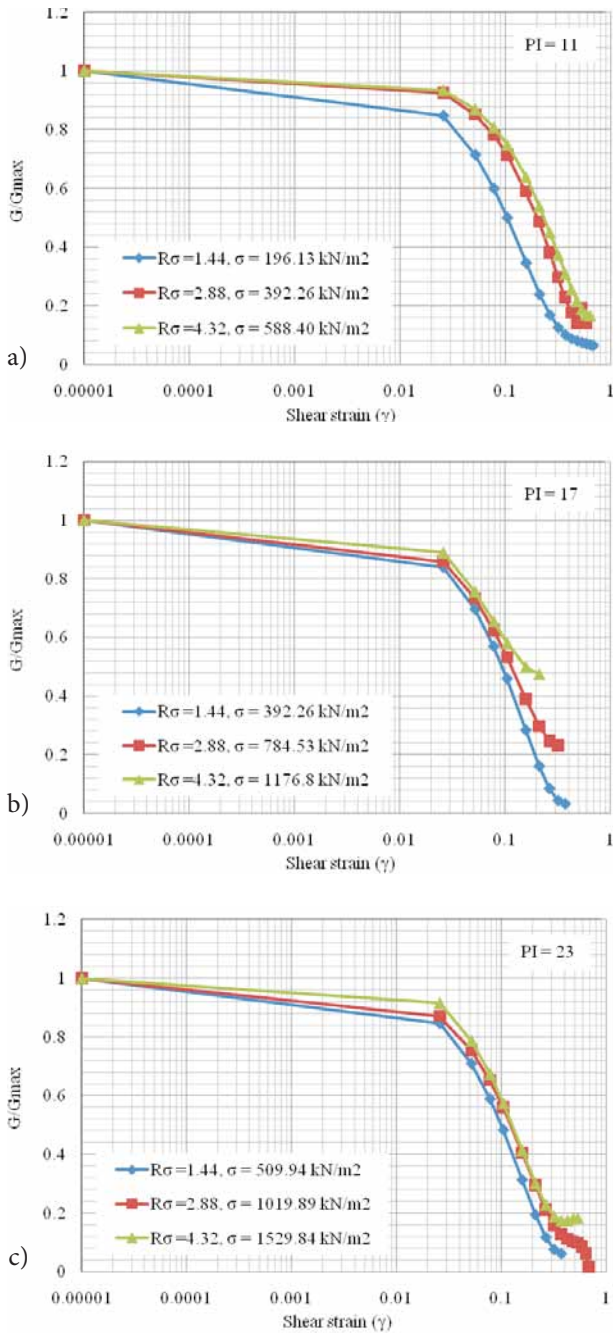 1.2
PI = 11
1
0.8
G/Gmax
0.6
0.4
Rσ=1.44, σ = 196.13 kN/m2
Rσ=2.88, σ = 392.26 kN/m2
0.2
Rσ=4.32, σ = 588.40 kN/m2
a)
0
0.00001 0.0001 0.001 0.01 0.1 1
Shear strain (γ)
1.2
PI = 17
1
0.8
G/Gmax
0.6
0.4
Rσ=1.44, σ = 392.26 kN/m2
Rσ=2.88, σ = 784.53 kN/m2
0.2
Rσ=4.32, σ = 1176.8 kN/m2
b)
0
0.00001 0.0001 0.001 0.01 0.1 1
Shear strain (γ)
1.2
PI = 23
1
0.8
G/Gmax
0.6
0.4
Rσ=1.44, σ = 509.94 kN/m2
Rσ=2.88, σ = 1019.89 kN/m2
0.2
Rσ=4.32, σ = 1529.84 kN/m2
c)
0
0.00001 0.0001 0.001 0.01 0.1 1
Shear strain (γ)